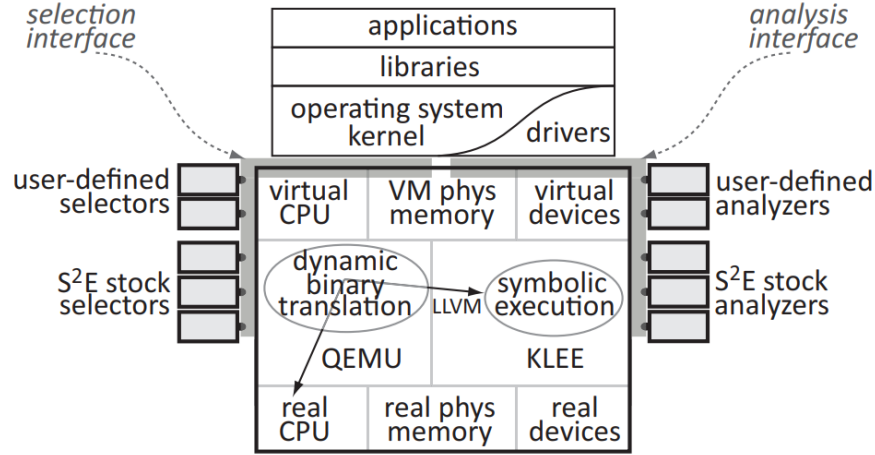 selection
interface
analysis
interface
applications
libraries
operating system
kernel
drivers
user-defined
selectors
S²E stock
selectors
virtual
CPU
VM phys
memory
virtual
devices
dynamic
binary
translation
LLVM
symbolic
execution
QEMU
KLEE
real
CPU
real phys
memory
real
devices
user-defined
analyzers
S²E stock
analyzers